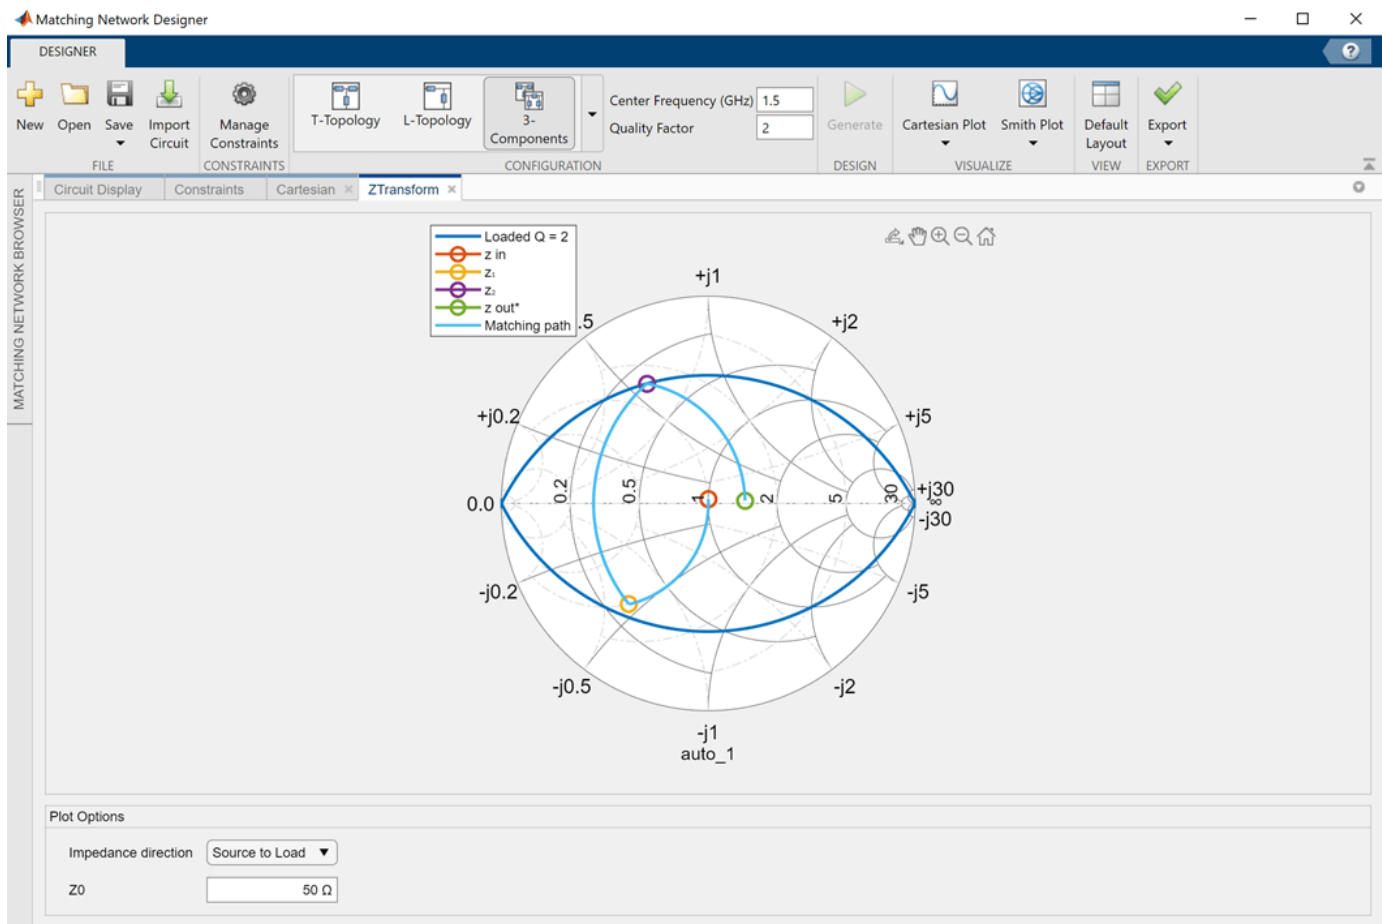 Matching Network Designer
DESIGNER
?
New
Open
Save
Import Circuit
Manage Constraints
T-Topology
L-Topology
3-Components
Center Frequency (GHz) 1.5
Quality Factor 2
Generate
Cartesian Plot
Smith Plot
Default Layout
Export
FILE
CONSTRAINTS
CONFIGURATION
DESIGN
VISUALIZE
VIEW
EXPORT
MATCHING NETWORK BROWSER
Circuit Display
Constraints
Cartesian
ZTransform
Loaded Q = 2
z in
z₁
z₂
z out*
Matching path
+j1
.5
+j2
+j0.2
+j5
0.0
0.2
0.5
1
2
5
30
+j30
∞
-j30
-j0.2
-j5
-j0.5
-j2
-j1
auto_1
Plot Options
Impedance direction Source to Load
Z0 50 Ω